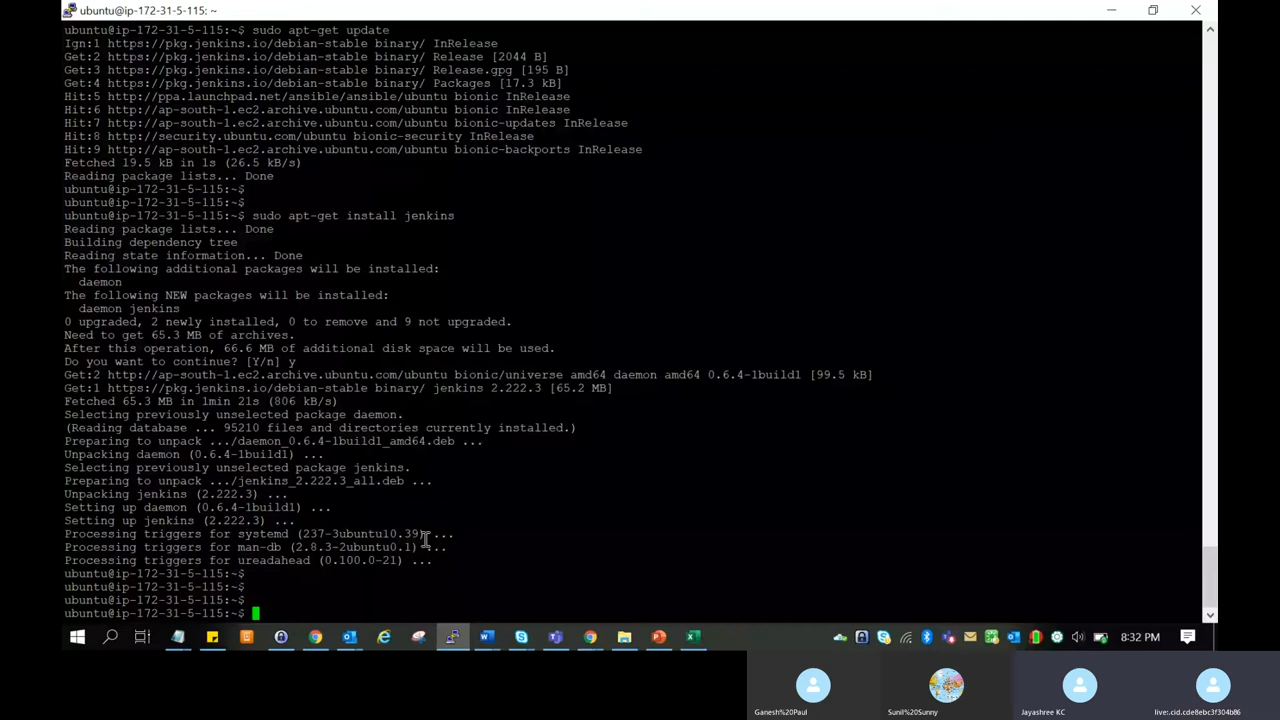 ubuntu@ip-172-31-5-115: ~
ubuntu@ip-172-31-5-115:~$ sudo apt-get update
Ign:1 https://pkg.jenkins.io/debian-stable binary/ InRelease
Get:2 https://pkg.jenkins.io/debian-stable binary/ Release [2044 B]
Get:3 https://pkg.jenkins.io/debian-stable binary/ Release.gpg [195 B]
Get:4 https://pkg.jenkins.io/debian-stable binary/ Packages [17.3 kB]
Hit:5 http://ppa.launchpad.net/ansible/ansible/ubuntu bionic InRelease
Hit:6 http://ap-south-1.ec2.archive.ubuntu.com/ubuntu bionic InRelease
Hit:7 http://ap-south-1.ec2.archive.ubuntu.com/ubuntu bionic-updates InRelease
Hit:8 http://security.ubuntu.com/ubuntu bionic-security InRelease
Hit:9 http://ap-south-1.ec2.archive.ubuntu.com/ubuntu bionic-backports InRelease
Fetched 19.5 kB in 1s (26.5 kB/s)
Reading package lists... Done
ubuntu@ip-172-31-5-115:~$
ubuntu@ip-172-31-5-115:~$
ubuntu@ip-172-31-5-115:~$ sudo apt-get install jenkins
Reading package lists... Done
Building dependency tree
Reading state information... Done
The following additional packages will be installed:
daemon
The following NEW packages will be installed:
daemon jenkins
0 upgraded, 2 newly installed, 0 to remove and 9 not upgraded.
Need to get 65.3 MB of archives.
After this operation, 66.6 MB of additional disk space will be used.
Do you want to continue? [Y/n] y
Get:2 http://ap-south-1.ec2.archive.ubuntu.com/ubuntu bionic/universe amd64 daemon amd64 0.6.4-1build1 [99.5 kB]
Get:1 https://pkg.jenkins.io/debian-stable binary/ jenkins 2.222.3 [65.2 MB]
Fetched 65.3 MB in 1min 21s (806 kB/s)
Selecting previously unselected package daemon.
(Reading database ... 95210 files and directories currently installed.)
Preparing to unpack .../daemon_0.6.4-1build1_amd64.deb ...
Unpacking daemon (0.6.4-1build1) ...
Selecting previously unselected package jenkins.
Preparing to unpack .../jenkins_2.222.3_all.deb ...
Unpacking jenkins (2.222.3) ...
Setting up daemon (0.6.4-1build1) ...
Setting up jenkins (2.222.3) ...
Processing triggers for systemd (237-3ubuntu10.39) ...
Processing triggers for man-db (2.8.3-2ubuntu0.1) ...
Processing triggers for ureadahead (0.100.0-21) ...
ubuntu@ip-172-31-5-115:~$
ubuntu@ip-172-31-5-115:~$
ubuntu@ip-172-31-5-115:~$
ubuntu@ip-172-31-5-115:~$
8:32 PM
Ganesh%20Paul
Sunil%20Sunny
Jayashree KC
live:.cid.cde8ebc3f304b86